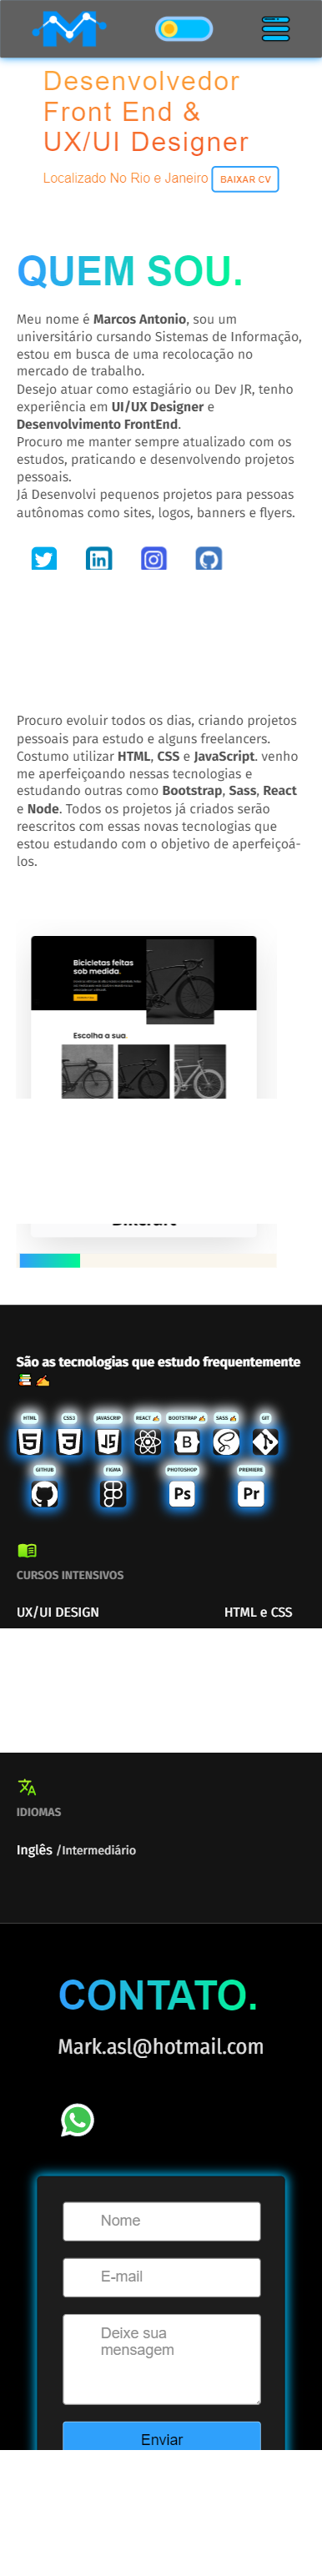 Desenvolvedor
Front End &
UX/UI Designer
Localizado No Rio e Janeiro BAIXAR CV
QUEM SOU.
Meu nome é Marcos Antonio, sou um
universitário cursando Sistemas de Informação,
estou em busca de uma recolocação no
mercado de trabalho.
Desejo atuar como estagiário ou Dev JR, tenho
experiência em UI/UX Designer e
Desenvolvimento FrontEnd.
Procuro me manter sempre atualizado com os
estudos, praticando e desenvolvendo projetos
pessoais.
Já Desenvolvi pequenos projetos para pessoas
autônomas como sites, logos, banners e flyers.
Procuro evoluir todos os dias, criando projetos
pessoais para estudo e alguns freelancers.
Costumo utilizar HTML, CSS e JavaScript. venho
me aperfeiçoando nessas tecnologias e
estudando outras como Bootstrap, Sass, React
e Node. Todos os projetos já criados serão
reescritos com essas novas tecnologias que
estou estudando com o objetivo de aperfeiçoá-
los.
Bicicletas feitas
sob medida.
Escolha a sua.
São as tecnologias que estudo frequentemente
HTML CSS3 JAVASCRIP REACT BOOTSTRAP SASS GIT
GITHUB FIGMA PHOTOSHOP PREMIERE
Ps Pr
CURSOS INTENSIVOS
UX/UI DESIGN HTML e CSS
IDIOMAS
Inglês /Intermediário
CONTATO.
Mark.asl@hotmail.com
Nome
E-mail
Deixe sua
mensagem
Enviar